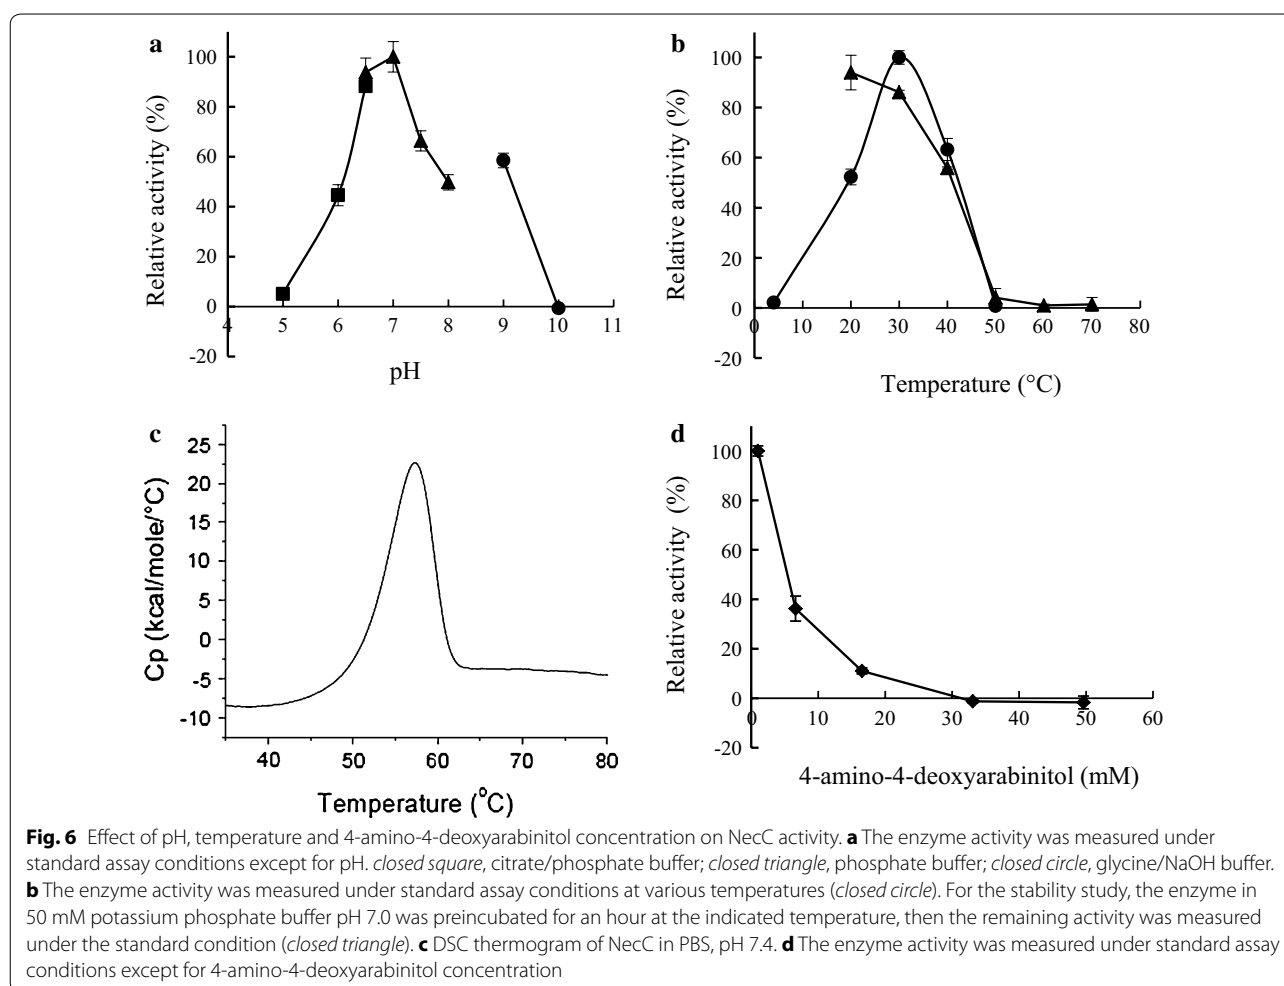 a
Relative activity (%)
100
80
60
40
20
0
-20
4 5 6 7 8 9 10 11
pH
b
Relative activity (%)
100
80
60
40
20
0
-20
0 10 20 30 40 50 60 70 80
Temperature (°C)
c
Cp (kcal/mole/°C)
25
20
15
10
5
0
-5
-10
40 50 60 70 80
Temperature (°C)
d
Relative activity (%)
100
80
60
40
20
0
-20
0 10 20 30 40 50 60
4-amino-4-deoxyarabinitol (mM)
Fig. 6 Effect of pH, temperature and 4-amino-4-deoxyarabinitol concentration on NecC activity. a The enzyme activity was measured under
standard assay conditions except for pH. closed square, citrate/phosphate buffer; closed triangle, phosphate buffer; closed circle, glycine/NaOH buffer.
b The enzyme activity was measured under standard assay conditions at various temperatures (closed circle). For the stability study, the enzyme in
50 mM potassium phosphate buffer pH 7.0 was preincubated for an hour at the indicated temperature, then the remaining activity was measured
under the standard condition (closed triangle). c DSC thermogram of NecC in PBS, pH 7.4. d The enzyme activity was measured under standard assay
conditions except for 4-amino-4-deoxyarabinitol concentration